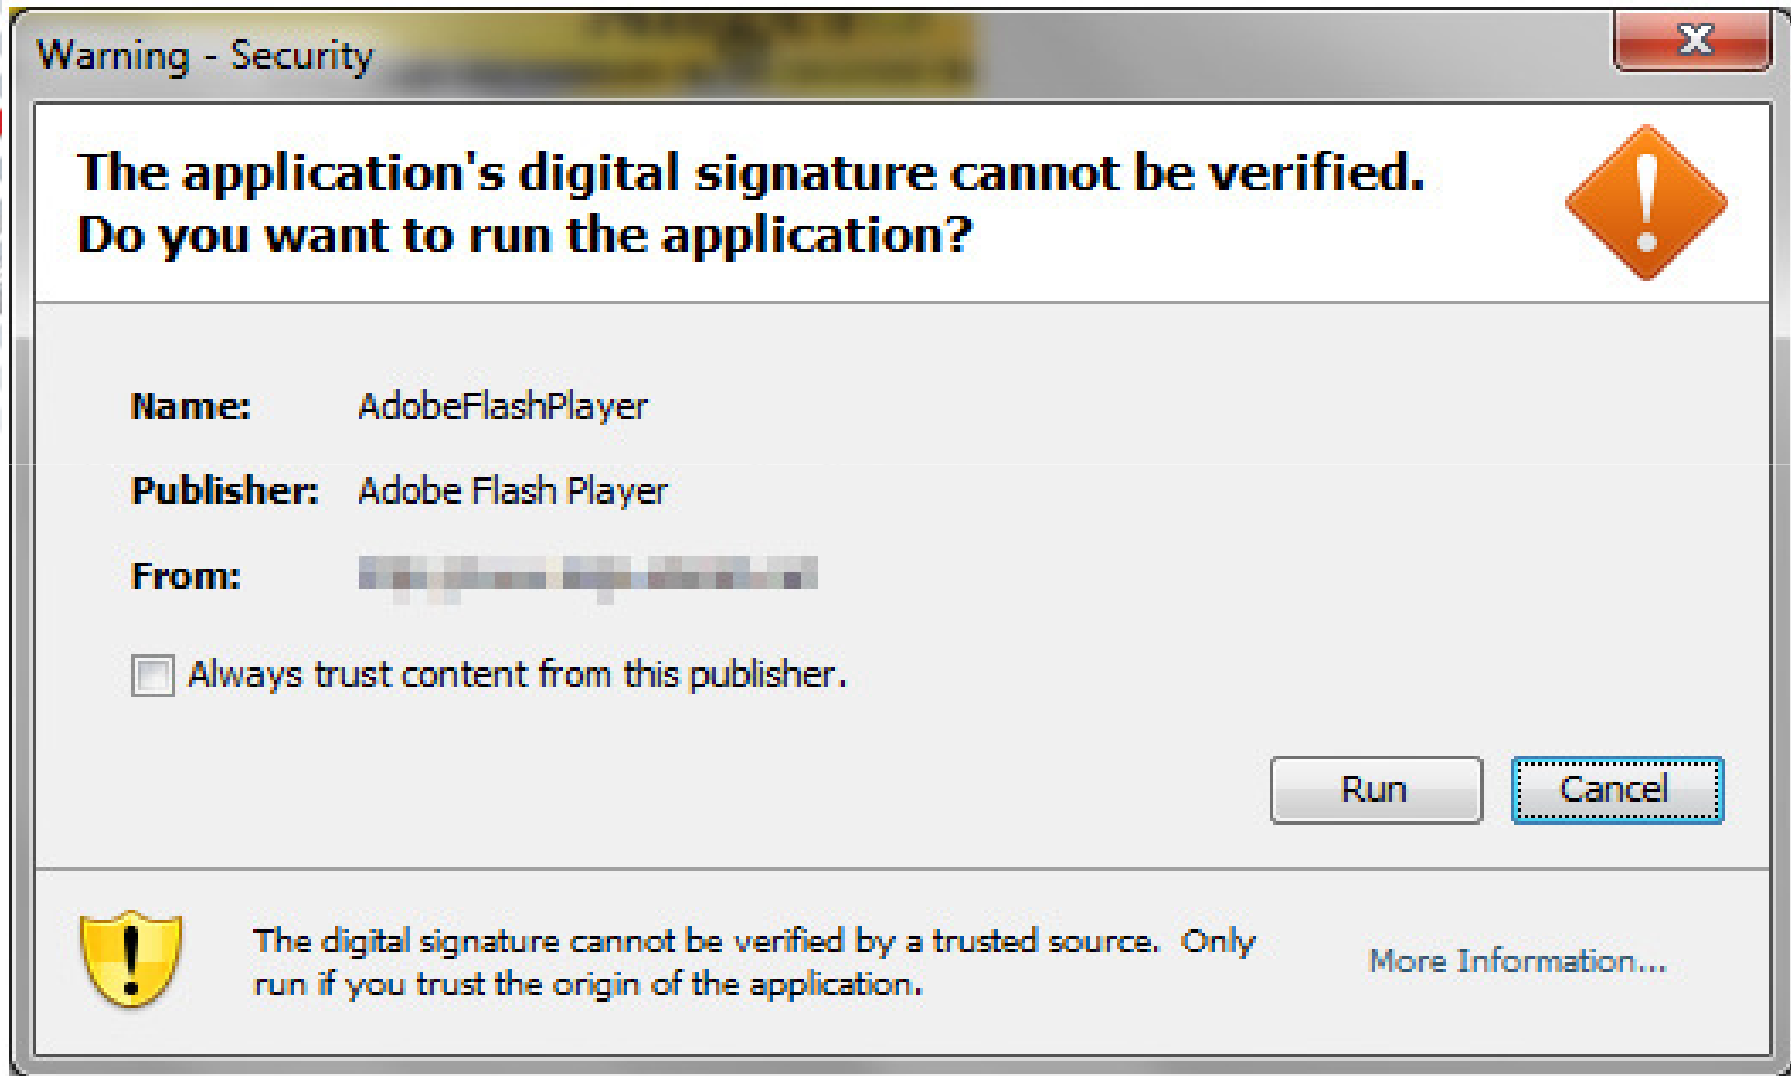 Warning - Security
The application's digital signature cannot be verified.
Do you want to run the application?
Name: AdobeFlashPlayer
Publisher: Adobe Flash Player
From:
Always trust content from this publisher.
Run Cancel
The digital signature cannot be verified by a trusted source. Only
run if you trust the origin of the application.
More Information...